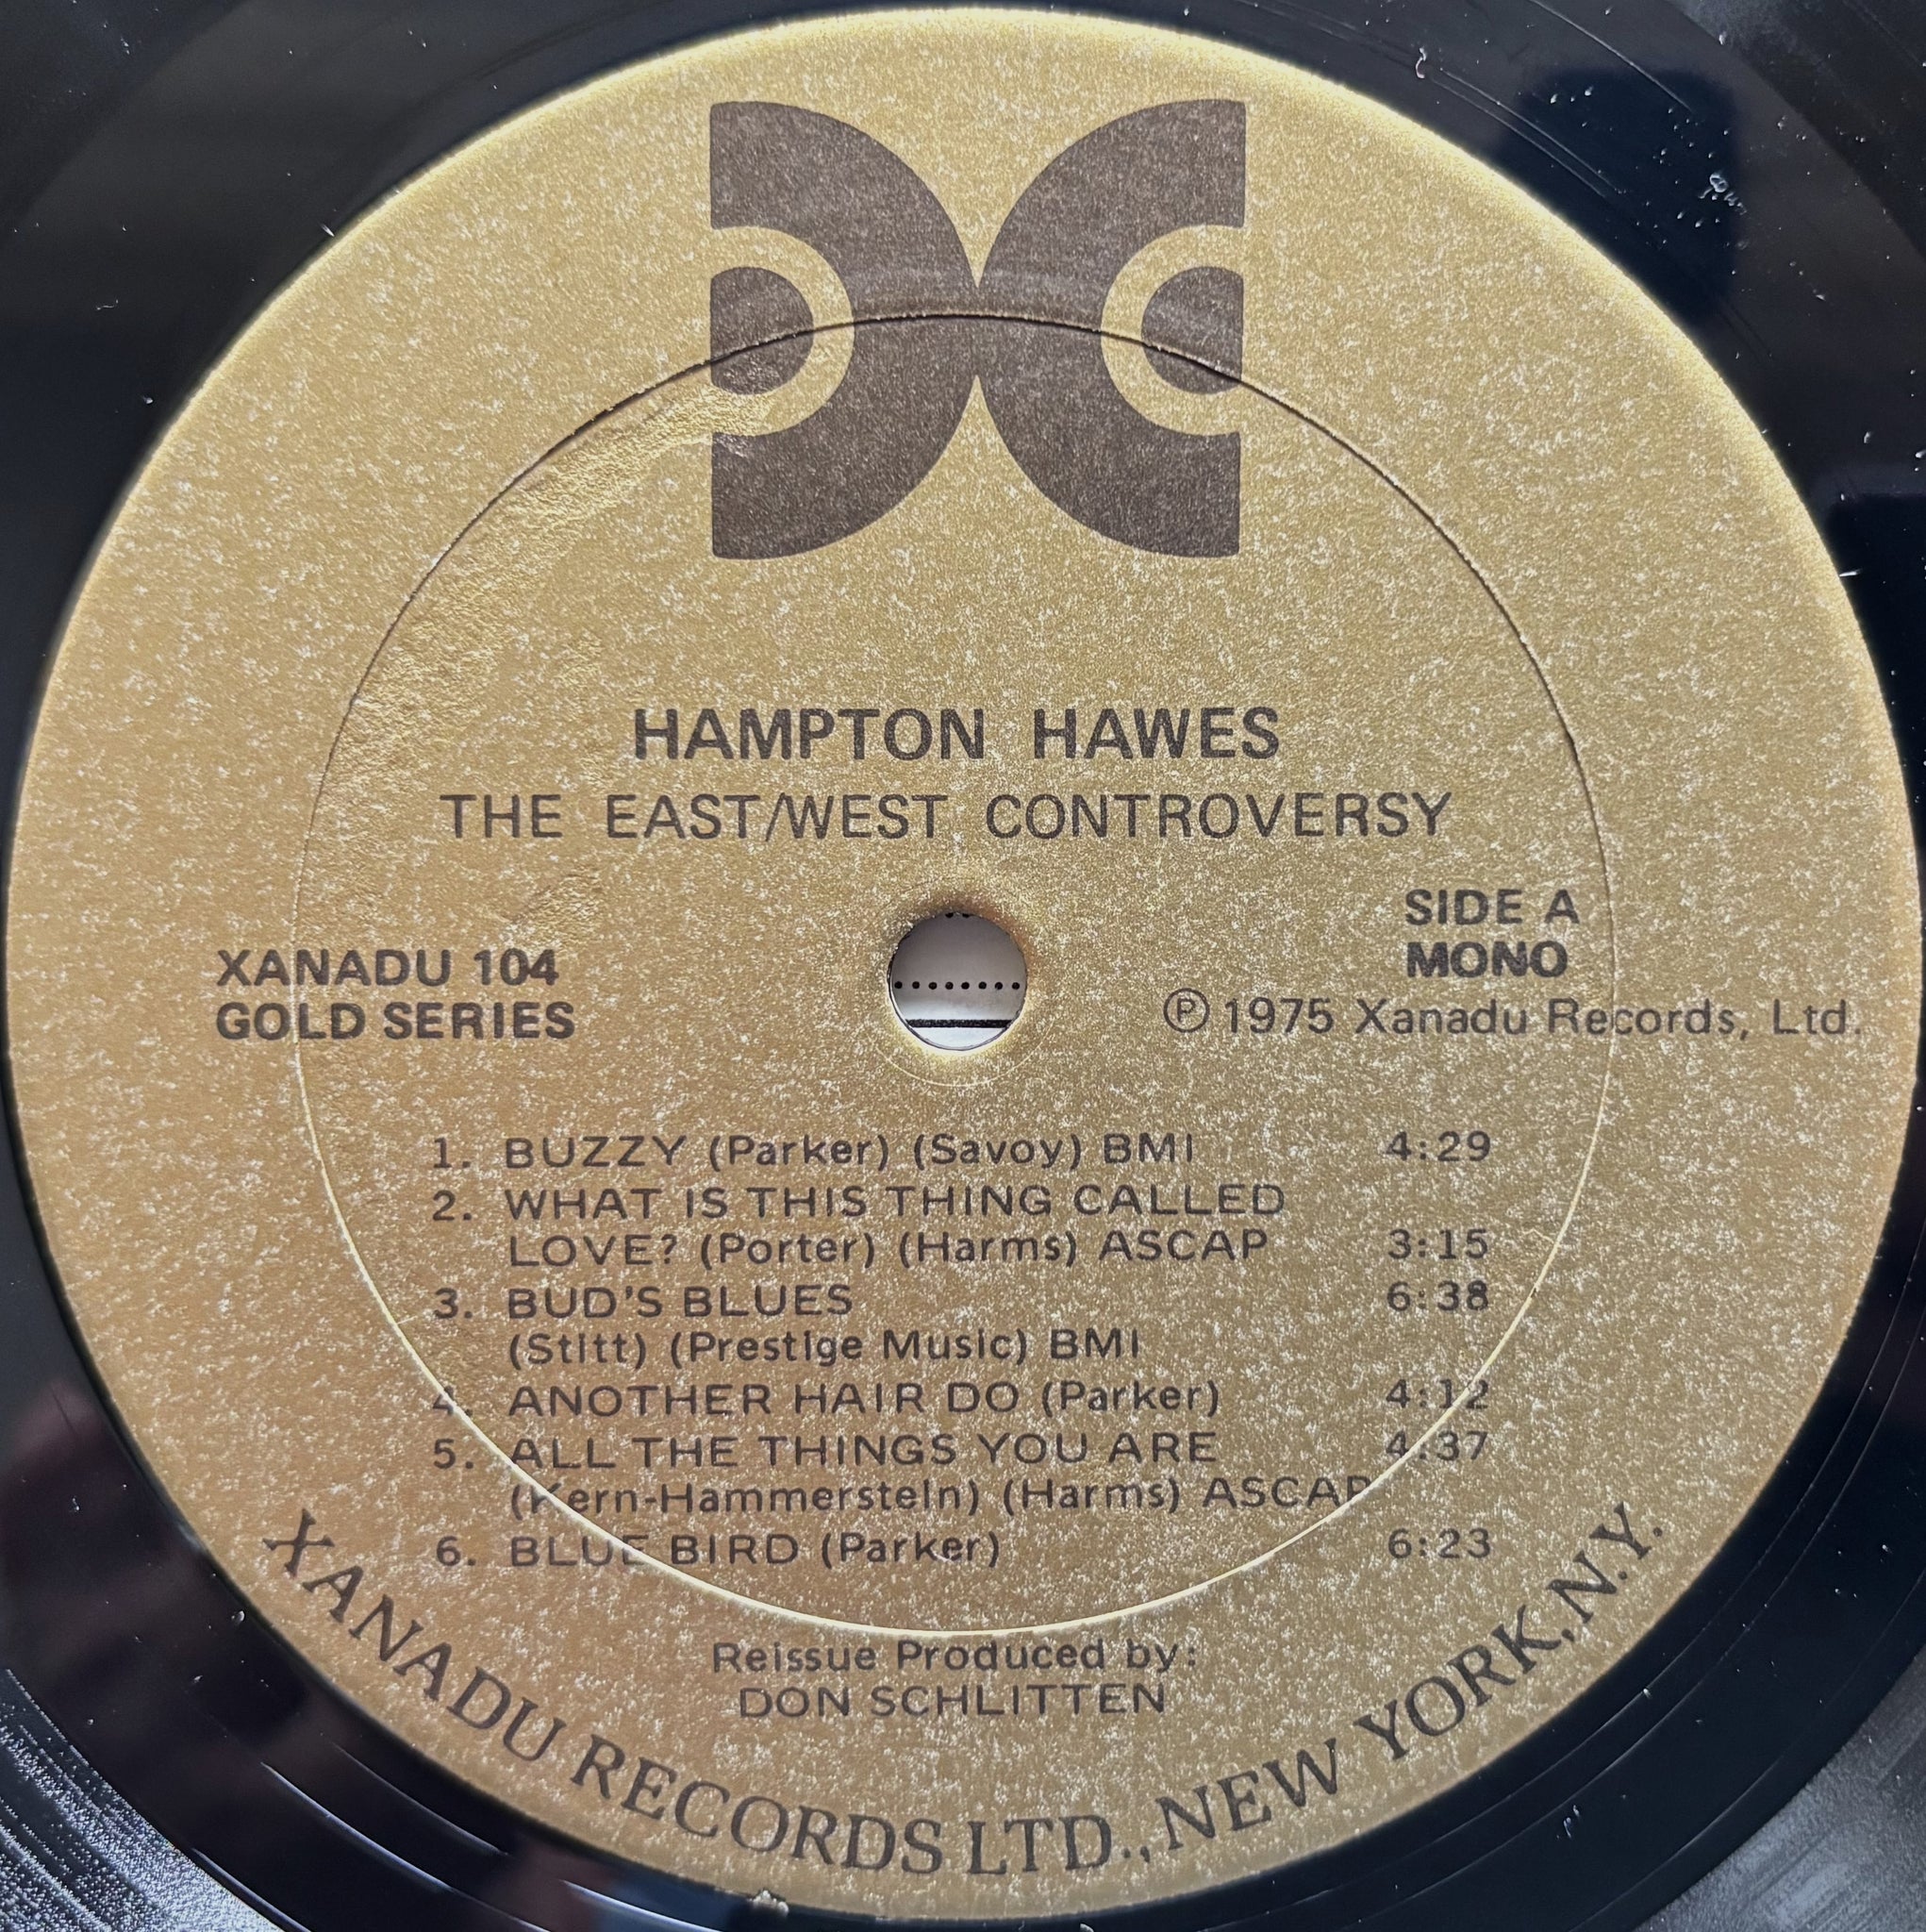 HAMPTON HAWES
THE EAST/WEST CONTROVERSY
XANADU 104
GOLD SERIES
SIDE A
MONO
℗ 1975 Xanadu Records, Ltd.
1. BUZZY (Parker) (Savoy) BMI 4:29
2. WHAT IS THIS THING CALLED
LOVE? (Porter) (Harms) ASCAP 3:15
3. BUD'S BLUES 6:38
(Stitt) (Prestige Music) BMI
4. ANOTHER HAIR DO (Parker) 4:12
5. ALL THE THINGS YOU ARE 4:37
(Kern-Hammerstein) (Harms) ASCAP
6. BLUE BIRD (Parker) 6:23
Reissue Produced by:
DON SCHLITTEN
XANADU RECORDS LTD., NEW YORK, N.Y.